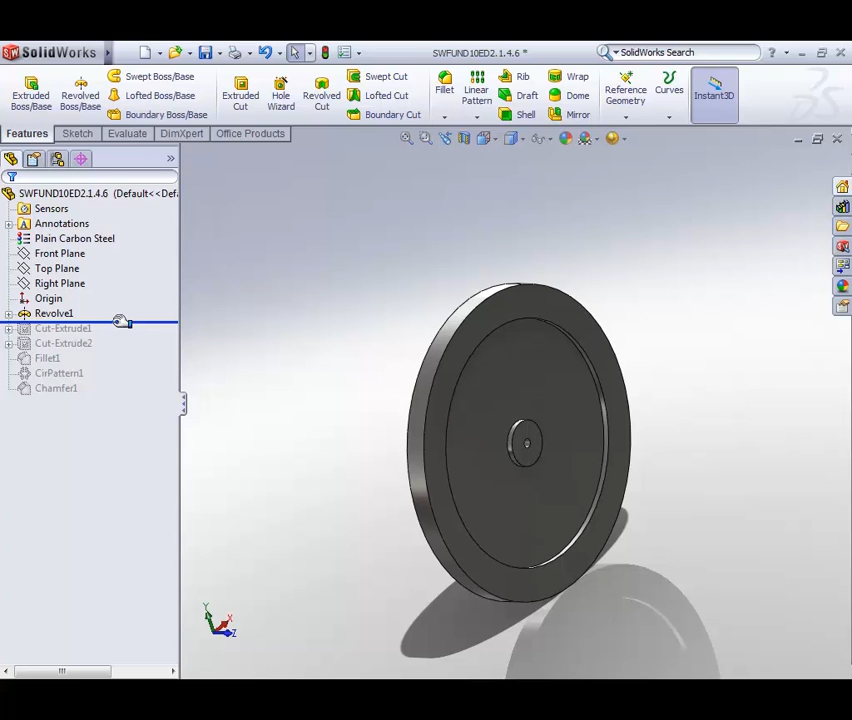 SolidWorks
SWFUND10ED2.1.4.6 *
SolidWorks Search
Extruded Boss/Base
Revolved Boss/Base
Swept Boss/Base
Lofted Boss/Base
Boundary Boss/Base
Extruded Cut
Hole Wizard
Revolved Cut
Swept Cut
Lofted Cut
Boundary Cut
Fillet
Linear Pattern
Rib
Draft
Shell
Wrap
Dome
Mirror
Reference Geometry
Curves
Instant3D
Features
Sketch
Evaluate
DimXpert
Office Products
SWFUND10ED2.1.4.6 (Default<<Def
Sensors
Annotations
Plain Carbon Steel
Front Plane
Top Plane
Right Plane
Origin
Revolve1
Cut-Extrude1
Cut-Extrude2
Fillet1
CirPattern1
Chamfer1
Y
X
Z